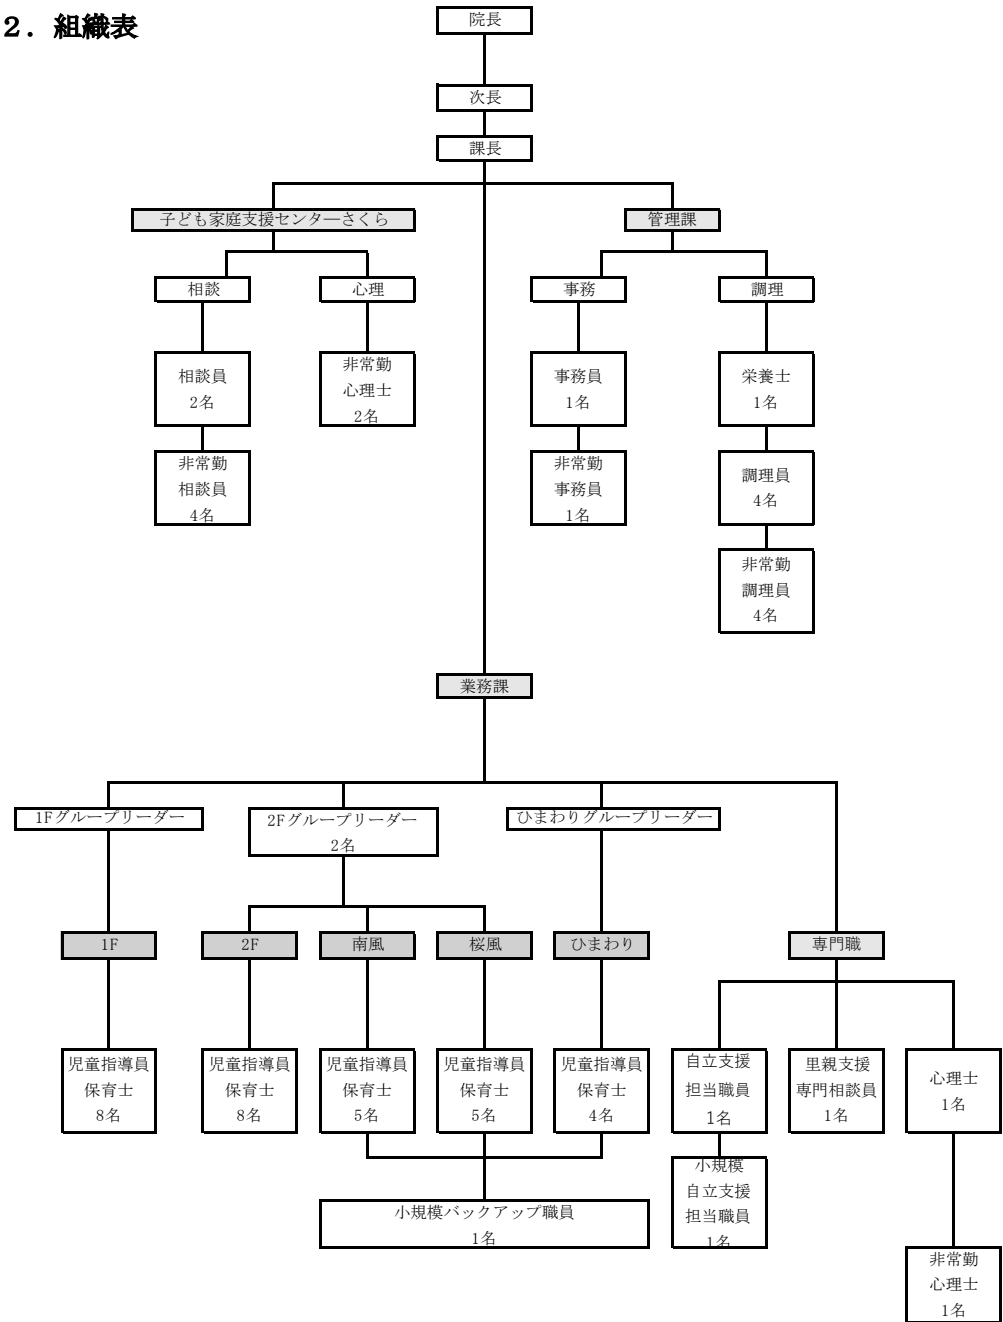 2．組織表
院長
次長
課長
子ども家庭支援センターさくら
管理課
相談
心理
事務
調理
相談員
2名
非常勤
心理士
2名
事務員
1名
栄養士
1名
非常勤
相談員
4名
非常勤
事務員
1名
調理員
4名
非常勤
調理員
4名
業務課
1Fグループリーダー
2Fグループリーダー
2名
ひまわりグループリーダー
1F
2F
南風
桜風
ひまわり
専門職
児童指導員
保育士
8名
児童指導員
保育士
8名
児童指導員
保育士
5名
児童指導員
保育士
5名
児童指導員
保育士
4名
自立支援
担当職員
1名
里親支援
専門相談員
1名
心理士
1名
小規模バックアップ職員
1名
小規模
自立支援
担当職員
1名
非常勤
心理士
1名